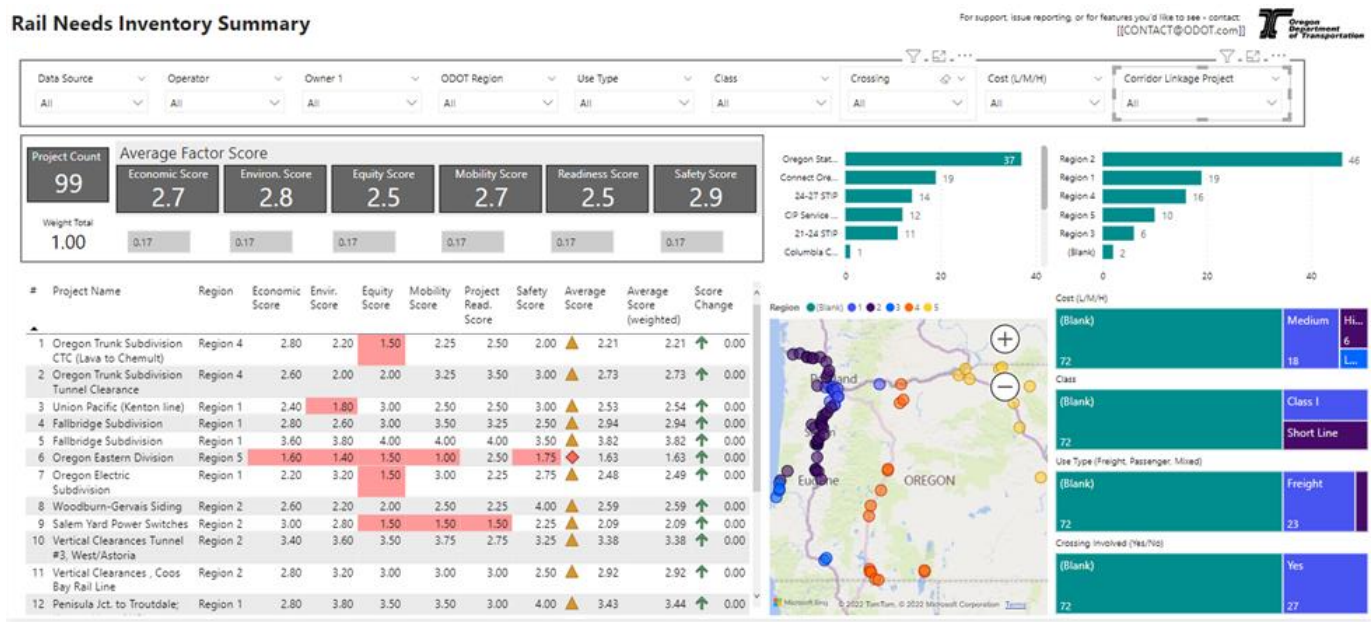 Rail Needs Inventory Summary
For support, issue reporting, or for features you'd like to see - contact:
[[CONTACT@ODOT.com]]
Oregon
Department
of Transportation
Data Source Operator Owner 1 ODOT Region Use Type Class Crossing Cost (L/M/H) Corridor Linkage Project
All All All All All All All All All
Project Count
99
Weight Total
1.00
Average Factor Score
Economic Score Environ. Score Equity Score Mobility Score Readiness Score Safety Score
2.7 2.8 2.5 2.7 2.5 2.9
0.17 0.17 0.17 0.17 0.17 0.17
Oregon Stat... 37
Connect Ore... 19
24-27 STIP 14
CIP Service ... 12
21-24 STIP 11
Columbia C... 1
0 20 40
Region 2 46
Region 1 19
Region 4 16
Region 5 10
Region 3 6
(Blank) 2
0 20 40
# Project Name Region Economic Score Envir. Score Equity Score Mobility Score Project Read. Score Safety Score Average Score Average Score (weighted) Score Change
1 Oregon Trunk Subdivision Region 4 2.80 2.20 1.50 2.25 2.50 2.00 2.21 2.21 0.00
CTC (Lava to Chemult)
2 Oregon Trunk Subdivision Region 4 2.60 2.00 2.00 3.25 3.50 3.00 2.73 2.73 0.00
Tunnel Clearance
3 Union Pacific (Kenton line) Region 1 2.40 1.80 3.00 2.50 2.50 3.00 2.53 2.54 0.00
4 Fallbridge Subdivision Region 1 2.80 2.60 3.00 3.50 3.25 2.50 2.94 2.94 0.00
5 Fallbridge Subdivision Region 1 3.60 3.80 4.00 4.00 4.00 3.50 3.82 3.82 0.00
6 Oregon Eastern Division Region 5 1.60 1.40 1.50 1.00 2.50 1.75 1.63 1.63 0.00
7 Oregon Electric Region 1 2.20 3.20 1.50 3.00 2.25 2.75 2.48 2.49 0.00
Subdivision
8 Woodburn-Gervais Siding Region 2 2.60 2.20 2.00 2.50 2.25 4.00 2.59 2.59 0.00
9 Salem Yard Power Switches Region 2 3.00 2.80 1.50 1.50 1.50 2.25 2.09 2.09 0.00
10 Vertical Clearances Tunnel Region 2 3.40 3.60 3.50 3.75 2.75 3.25 3.38 3.38 0.00
#3, West/Astoria
11 Vertical Clearances , Coos Region 2 2.80 3.20 3.00 3.00 3.00 2.50 2.92 2.92 0.00
Bay Rail Line
12 Penisula Jct. to Troutdale; Region 1 2.80 3.80 3.50 3.50 3.00 4.00 3.43 3.44 0.00
Region (Blank) 1 2 3 4 5
Eugene
OREGON
Microsoft Bing © 2022 TomTom, © 2022 Microsoft Corporation Terms
Cost (L/M/H)
(Blank) Medium Hi...
72 18 6 L...
Class
(Blank) Class I
72 Short Line
Use Type (Freight, Passenger, Mixed)
(Blank) Freight
72 23
Crossing Involved (Yes/No)
(Blank) Yes
72 27